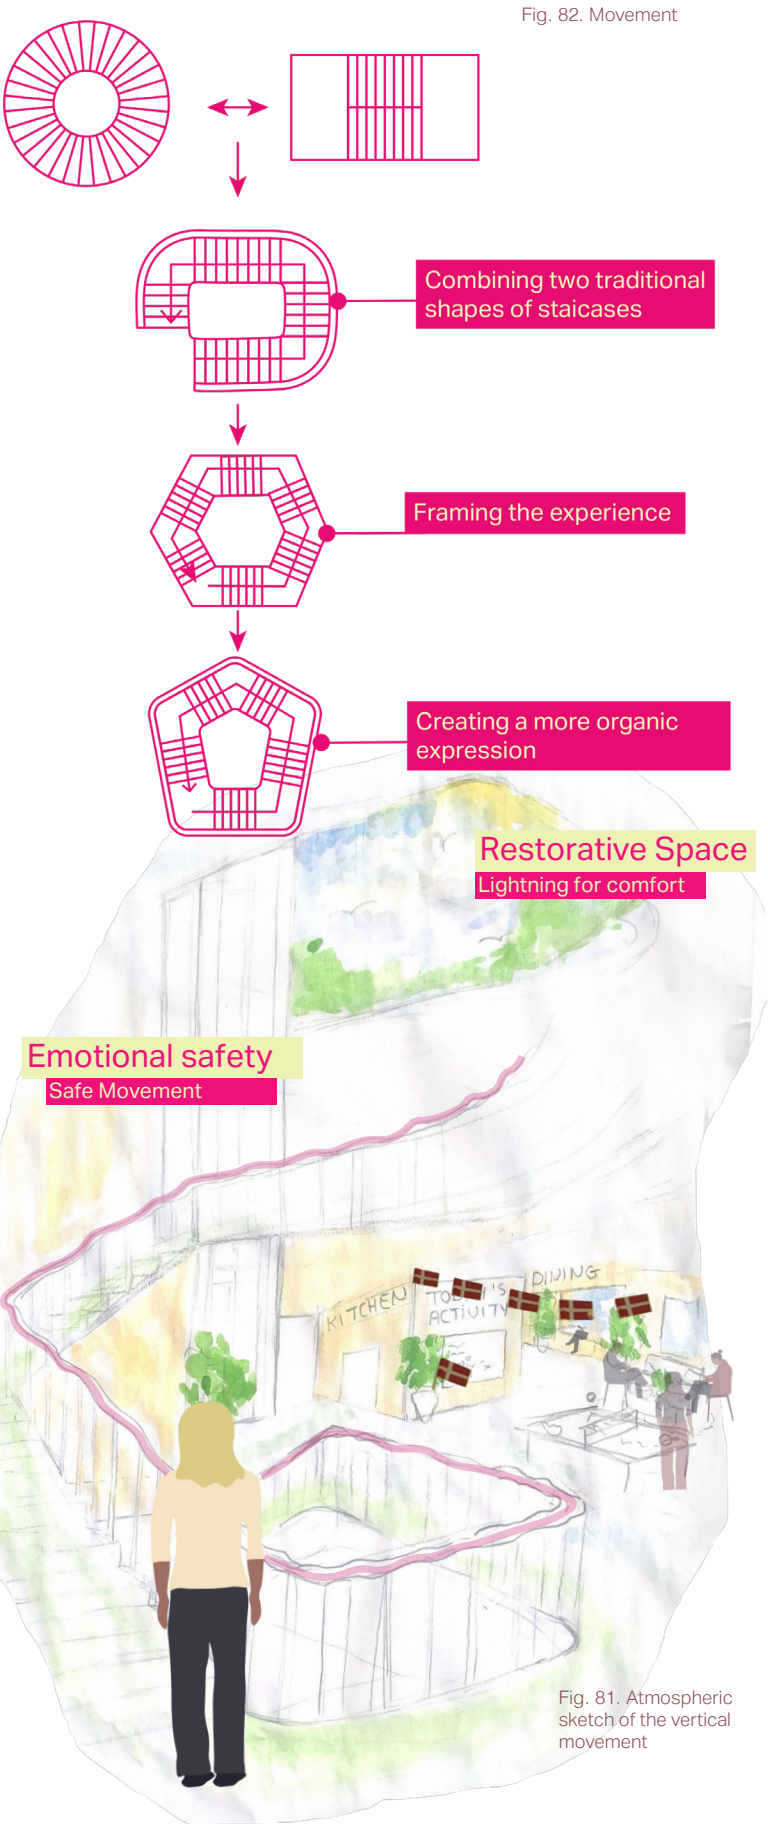 Fig. 82. Movement
Combining two traditional
shapes of staicases
Framing the experience
Creating a more organic
expression
Restorative Space
Lightning for comfort
Emotional safety
Safe Movement
KITCHEN
DINING
ACTIVITY
Fig. 81. Atmospheric
sketch of the vertical
movement